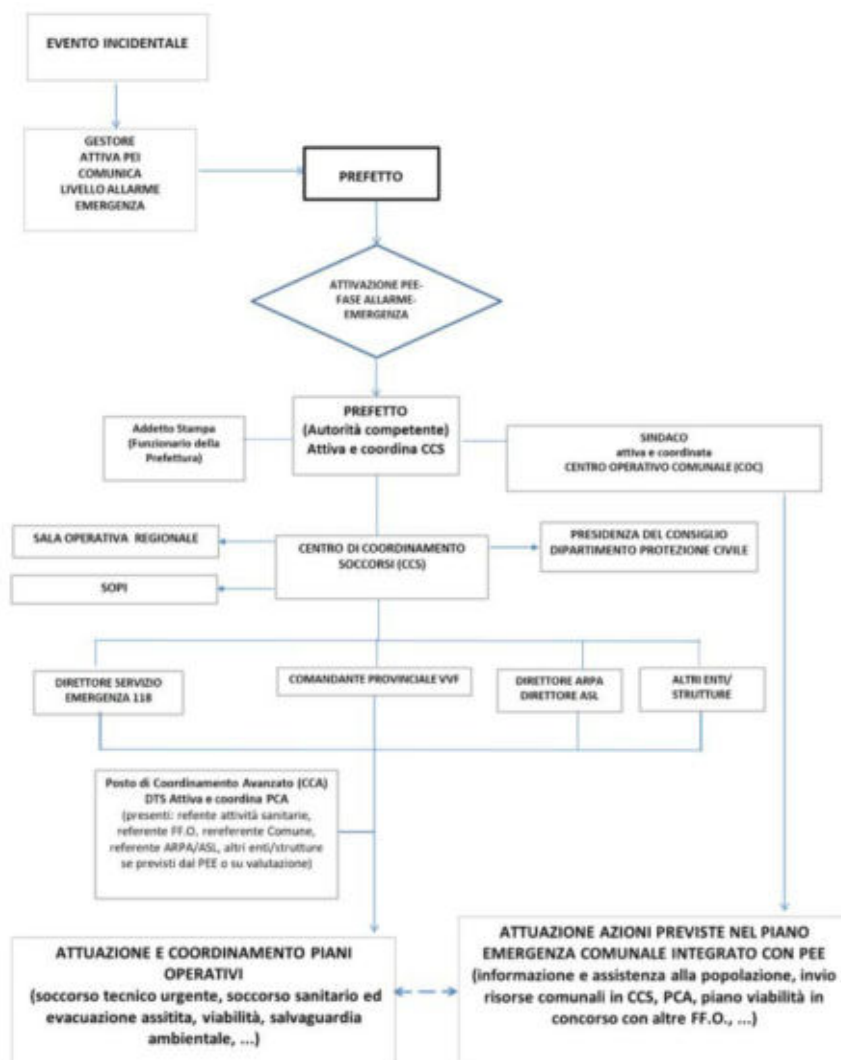 EVENTO INCIDENTALE
GESTORE
ATTIVA PEI
COMUNICA
LIVELLO ALLARME
EMERGENZA
PREFETTO
ATTIVAZIONE PEE-
FASE ALLARME-
EMERGENZA
Addetto Stampa
(Funzionario della
Prefettura)
PREFETTO
(Autorità competente)
Attiva e coordina CCS
SINDACO
attiva e coordinata
CENTRO OPERATIVO COMUNALE (COC)
SALA OPERATIVA REGIONALE
CENTRO DI COORDINAMENTO
SOCCORSI (CCS)
PRESIDENZA DEL CONSIGLIO
DIPARTIMENTO PROTEZIONE CIVILE
SOPI
DIRETTORE SERVIZIO
EMERGENZA 118
COMANDANTE PROVINCIALE VVF
DIRETTORE ARPA
DIRETTORE ASL
ALTRI ENTI/
STRUTTURE
Posto di Coordinamento Avanzato (CCA)
DTS Attiva e coordina PCA
(presenti: refente attività sanitarie,
referente FF.O, rereferente Comune,
referente ARPA/ASL, altri enti/strutture
se previsti dal PEE o su valutazione)
ATTUAZIONE E COORDINAMENTO PIANI
OPERATIVI
(soccorso tecnico urgente, soccorso sanitario ed
evacuazione assitita, viabilità, salvaguardia
ambientale, ...)
ATTUAZIONE AZIONI PREVISTE NEL PIANO
EMERGENZA COMUNALE INTEGRATO CON PEE
(informazione e assistenza alla popolazione, invio
risorse comunali in CCS, PCA, piano viabilità in
concorso con altre FF.O., ...)